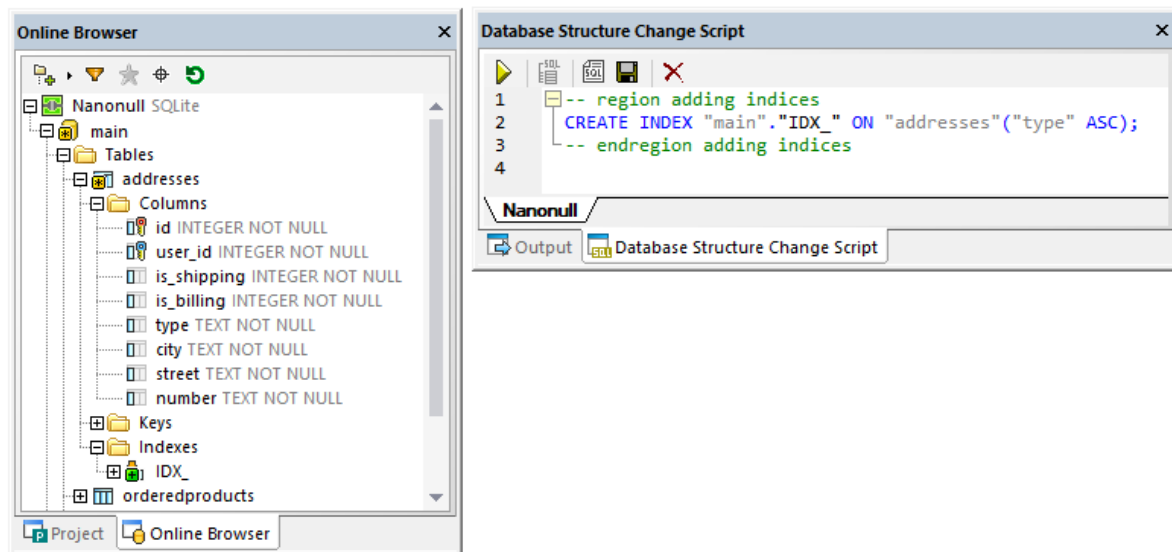 Online Browser
Nanonull SQLite
main
Tables
addresses
Columns
id INTEGER NOT NULL
user_id INTEGER NOT NULL
is_shipping INTEGER NOT NULL
is_billing INTEGER NOT NULL
type TEXT NOT NULL
city TEXT NOT NULL
street TEXT NOT NULL
number TEXT NOT NULL
Keys
Indexes
IDX_
orderedproducts
Project Online Browser
Database Structure Change Script
SQL SQL
1 -- region adding indices
2 CREATE INDEX "main"."IDX_" ON "addresses"("type" ASC);
3 -- endregion adding indices
4
Nanonull
Output Database Structure Change Script